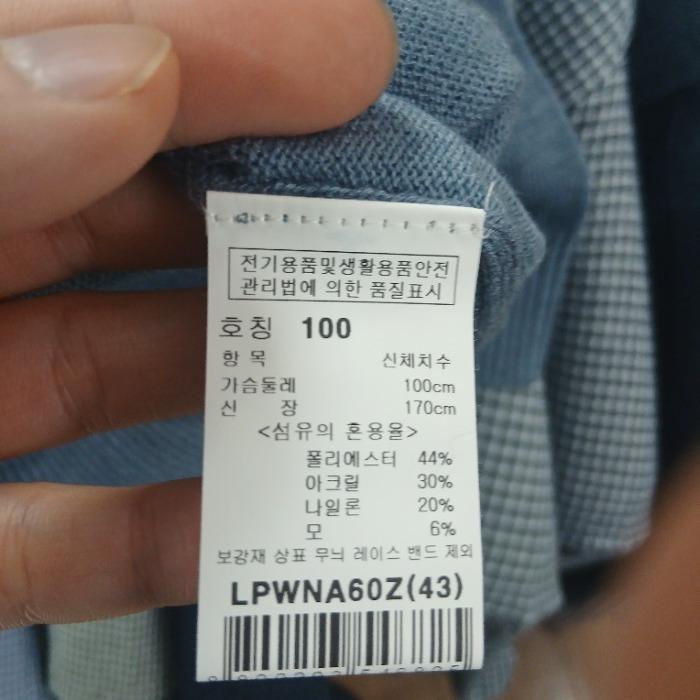 전기용품및생활용품안전
관리법에 의한 품질표시
호칭 100
항 목 신체치수
가슴둘레 100cm
신 장 170cm
<섬유의 혼용율>
폴리에스터 44%
아크릴 30%
나일론 20%
모 6%
보강재 상표 무늬 레이스 밴드 제외
LPWNA60Z(43)